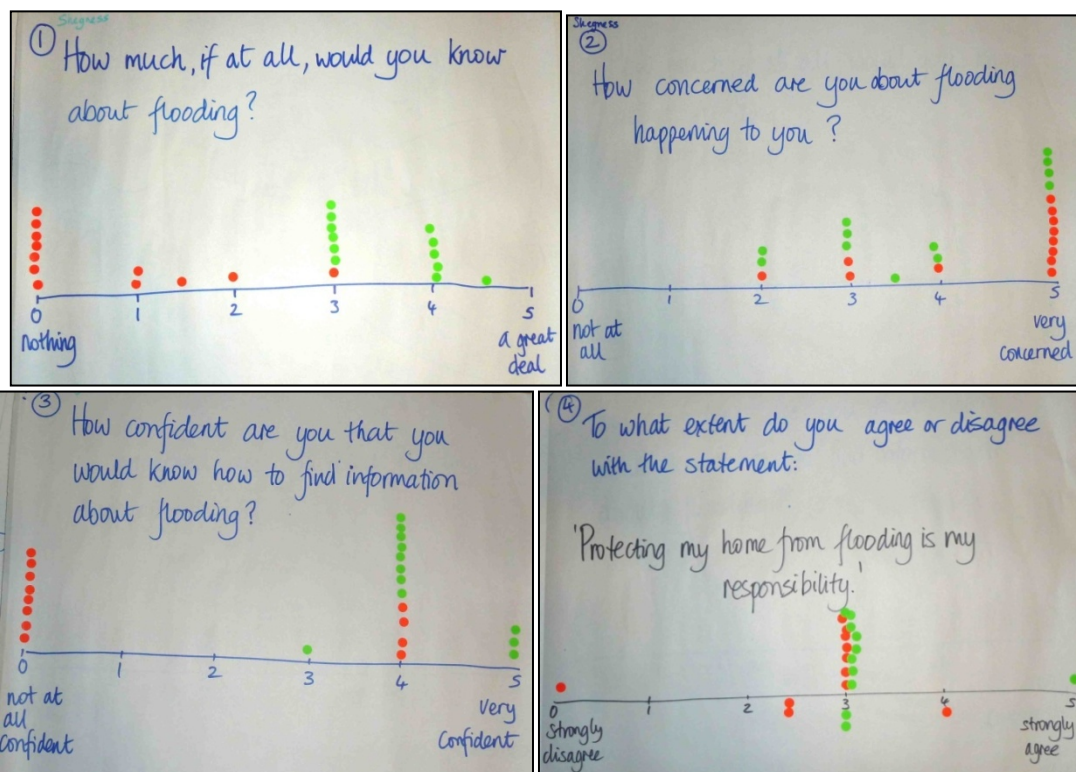 Skegness
① How much, if at all, would you know
about flooding?
0 1 2 3 4 5
nothing
a great
deal
Skegness
②
How concerned are you about flooding
happening to you ?
0 1 2 3 4 5
not at
all
very
concerned
③
How confident are you that you
would know how to find information
about flooding?
0 1 2 3 4 5
not at
all
confident
very
confident
④ To what extent do you agree or disagree
with the statement:
'Protecting my home from flooding is my
responsibility.'
0 1 2 3 4 5
strongly
disagree
strongly
agree